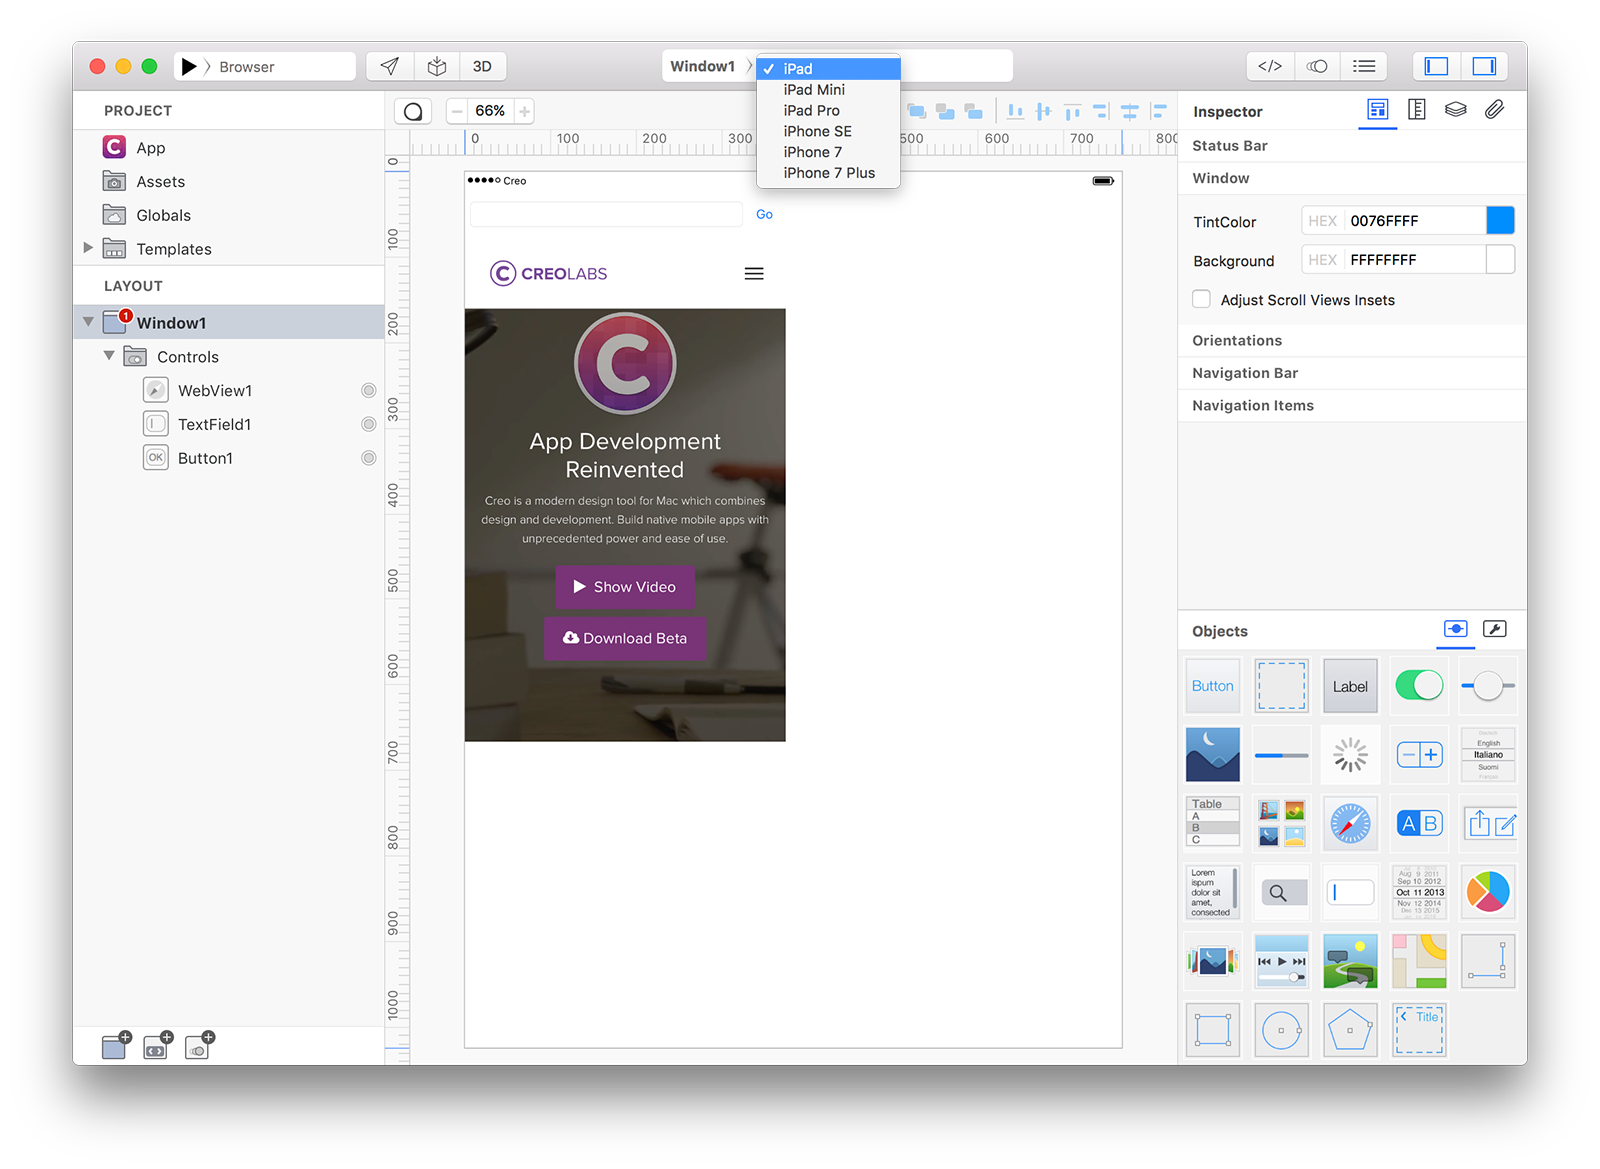 Browser
3D
Window1
iPad
iPad Mini
iPad Pro
iPhone SE
iPhone 7
iPhone 7 Plus
PROJECT
App
Assets
Globals
Templates
LAYOUT
1
Window1
Controls
WebView1
TextField1
OK
Button1
66%
0
100
200
300
500
600
700
800
0
100
200
300
400
500
600
700
800
900
1000
Creo
Go
CREOLABS
App Development
Reinvented
Creo is a modern design tool for Mac which combines
design and development. Build native mobile apps with
unprecedented power and ease of use.
Show Video
Download Beta
Inspector
Status Bar
Window
TintColor
HEX 0076FFFF
Background
HEX FFFFFFFF
Adjust Scroll Views Insets
Orientations
Navigation Bar
Navigation Items
Objects
Button
Label
Deutsch
English
Italiano
Suomi
Français
Table
A
B
C
A B
Lorem
ispum
dolor sit
amet,
consected
Aug 9 2011
Sep 10 2012
Oct 11 2013
Nov 12 2014
Dec 13 2015
Title